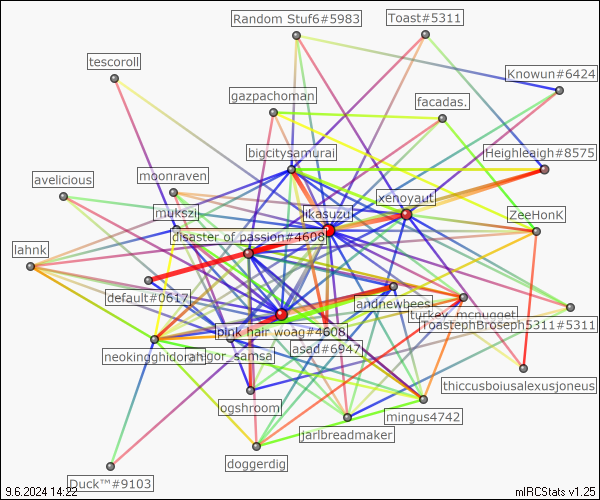 Random Stuf6#5983
Toast#5311
tescoroll
Knowun#6424
gazpachoman
facadas.
bigcitysamurai
Heighleaigh#8575
avelicious
moonraven
xenoyaut
mukszi
ikasuzu
ZeeHonK
disaster of passion#4608
lahnk
default#0617
andnewbees
turkey_mcnugget
ToastephBroseph5311#5311
pink hair woag#4608
asad#6947
neokingghidorah
gor_samsa
thiccusboiusalexusjoneus
ogshroom
mingus4742
jarlbreadmaker
doggerdig
Duck™#9103
9.6.2024 14:22
mIRCStats v1.25